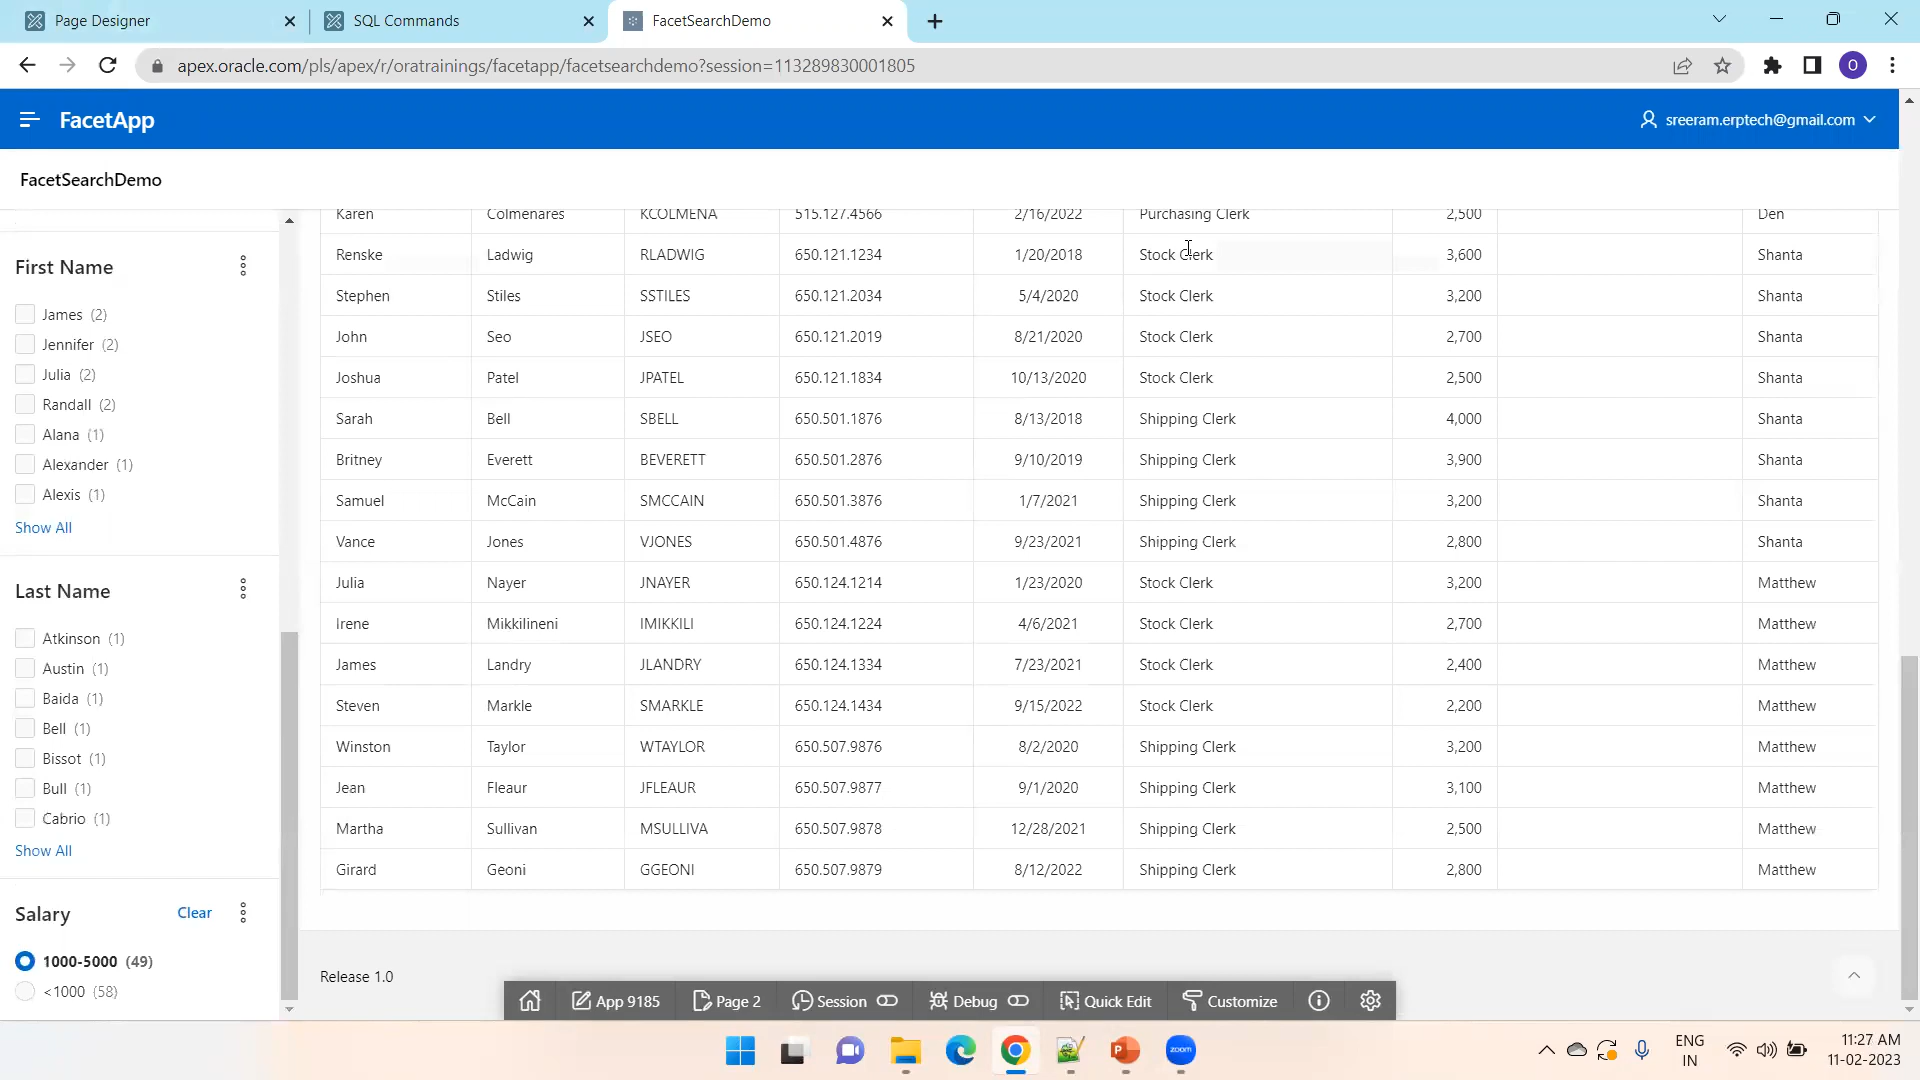 Page Designer
SQL Commands
FacetSearchDemo
apex.oracle.com/pls/apex/r/oratrainings/facetapp/facetsearchdemo?session=113289830001805
O
FacetApp
sreeram.erptech@gmail.com
FacetSearchDemo
First Name
James (2)
Jennifer (2)
Julia (2)
Randall (2)
Alana (1)
Alexander (1)
Alexis (1)
Show All
Last Name
Atkinson (1)
Austin (1)
Baida (1)
Bell (1)
Bissot (1)
Bull (1)
Cabrio (1)
Show All
Salary Clear
1000-5000 (49)
<1000 (58)
Karen Colmenares KCOLMENA 515.127.4566 2/16/2022 Purchasing Clerk 2,500 Den
Renske Ladwig RLADWIG 650.121.1234 1/20/2018 Stock Clerk 3,600 Shanta
Stephen Stiles SSTILES 650.121.2034 5/4/2020 Stock Clerk 3,200 Shanta
John Seo JSEO 650.121.2019 8/21/2020 Stock Clerk 2,700 Shanta
Joshua Patel JPATEL 650.121.1834 10/13/2020 Stock Clerk 2,500 Shanta
Sarah Bell SBELL 650.501.1876 8/13/2018 Shipping Clerk 4,000 Shanta
Britney Everett BEVERETT 650.501.2876 9/10/2019 Shipping Clerk 3,900 Shanta
Samuel McCain SMCCAIN 650.501.3876 1/7/2021 Shipping Clerk 3,200 Shanta
Vance Jones VJONES 650.501.4876 9/23/2021 Shipping Clerk 2,800 Shanta
Julia Nayer JNAYER 650.124.1214 1/23/2020 Stock Clerk 3,200 Matthew
Irene Mikkilineni IMIKKILI 650.124.1224 4/6/2021 Stock Clerk 2,700 Matthew
James Landry JLANDRY 650.124.1334 7/23/2021 Stock Clerk 2,400 Matthew
Steven Markle SMARKLE 650.124.1434 9/15/2022 Stock Clerk 2,200 Matthew
Winston Taylor WTAYLOR 650.507.9876 8/2/2020 Shipping Clerk 3,200 Matthew
Jean Fleaur JFLEAUR 650.507.9877 9/1/2020 Shipping Clerk 3,100 Matthew
Martha Sullivan MSULLIVA 650.507.9878 12/28/2021 Shipping Clerk 2,500 Matthew
Girard Geoni GGEONI 650.507.9879 8/12/2022 Shipping Clerk 2,800 Matthew
Release 1.0
App 9185 Page 2 Session Debug Quick Edit Customize
zoom
ENG
IN
11:27 AM
11-02-2023